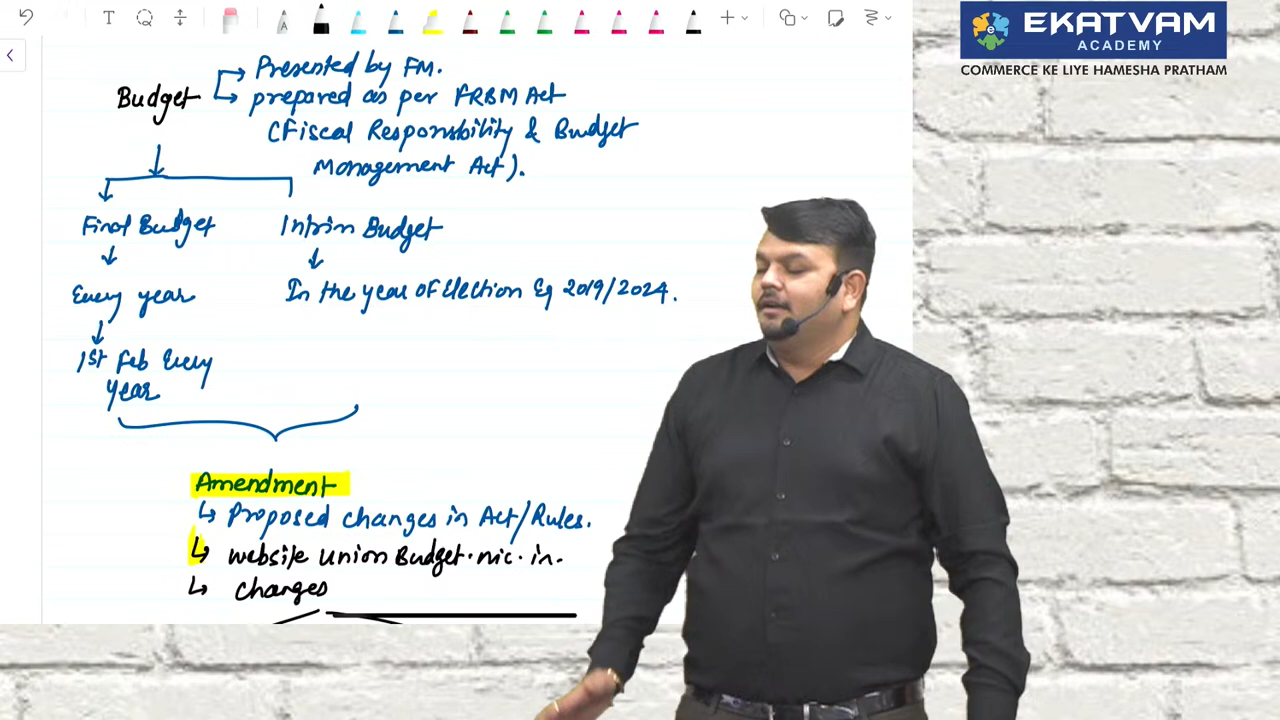 EKATVAM
ACADEMY
COMMERCE KE LIYE HAMESHA PRATHAM
Budget
Presented by FM.
prepared as per FRBM Act
(Fiscal Responsibility & Budget
Management Act).
Final Budget
Intrim Budget
Every year
In the year of Election Eg 2019/2024.
1st Feb Every
year
Amendment
Proposed changes in Act/Rules.
website union Budget.nic.in.
changes